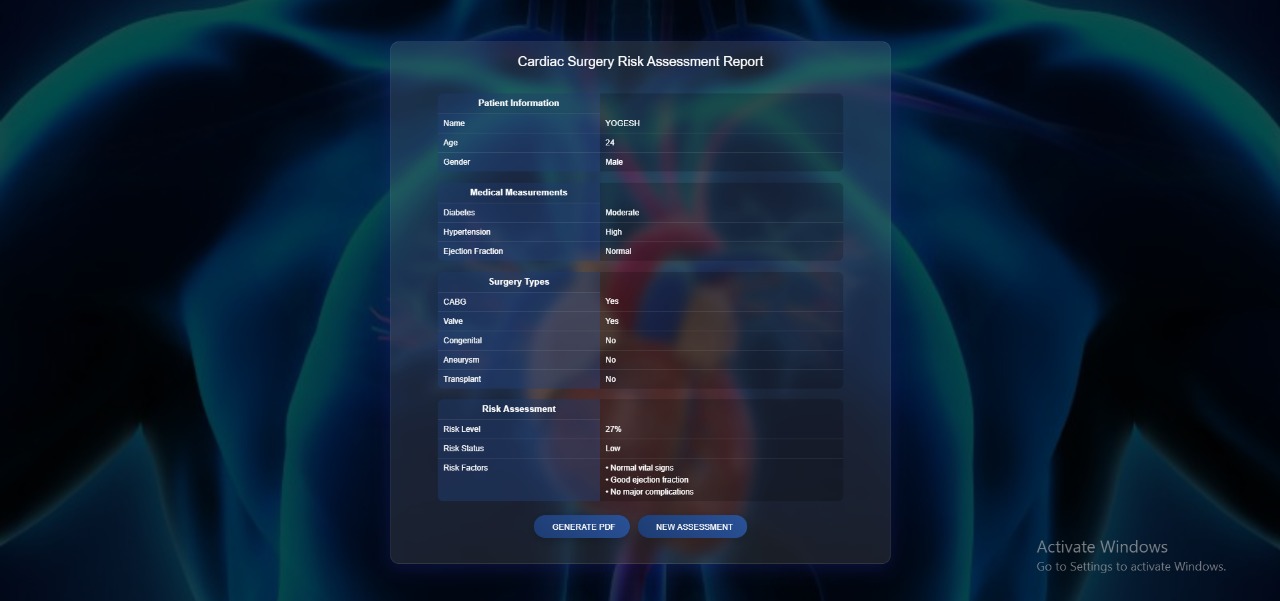 Cardiac Surgery Risk Assessment Report
Patient Information
Name YOGESH
Age 24
Gender Male
Medical Measurements
Diabetes Moderate
Hypertension High
Ejection Fraction Normal
Surgery Types
CABG Yes
Valve Yes
Congenital No
Aneurysm No
Transplant No
Risk Assessment
Risk Level 27%
Risk Status Low
Risk Factors • Normal vital signs
• Good ejection fraction
• No major complications
GENERATE PDF NEW ASSESSMENT
Activate Windows
Go to Settings to activate Windows.